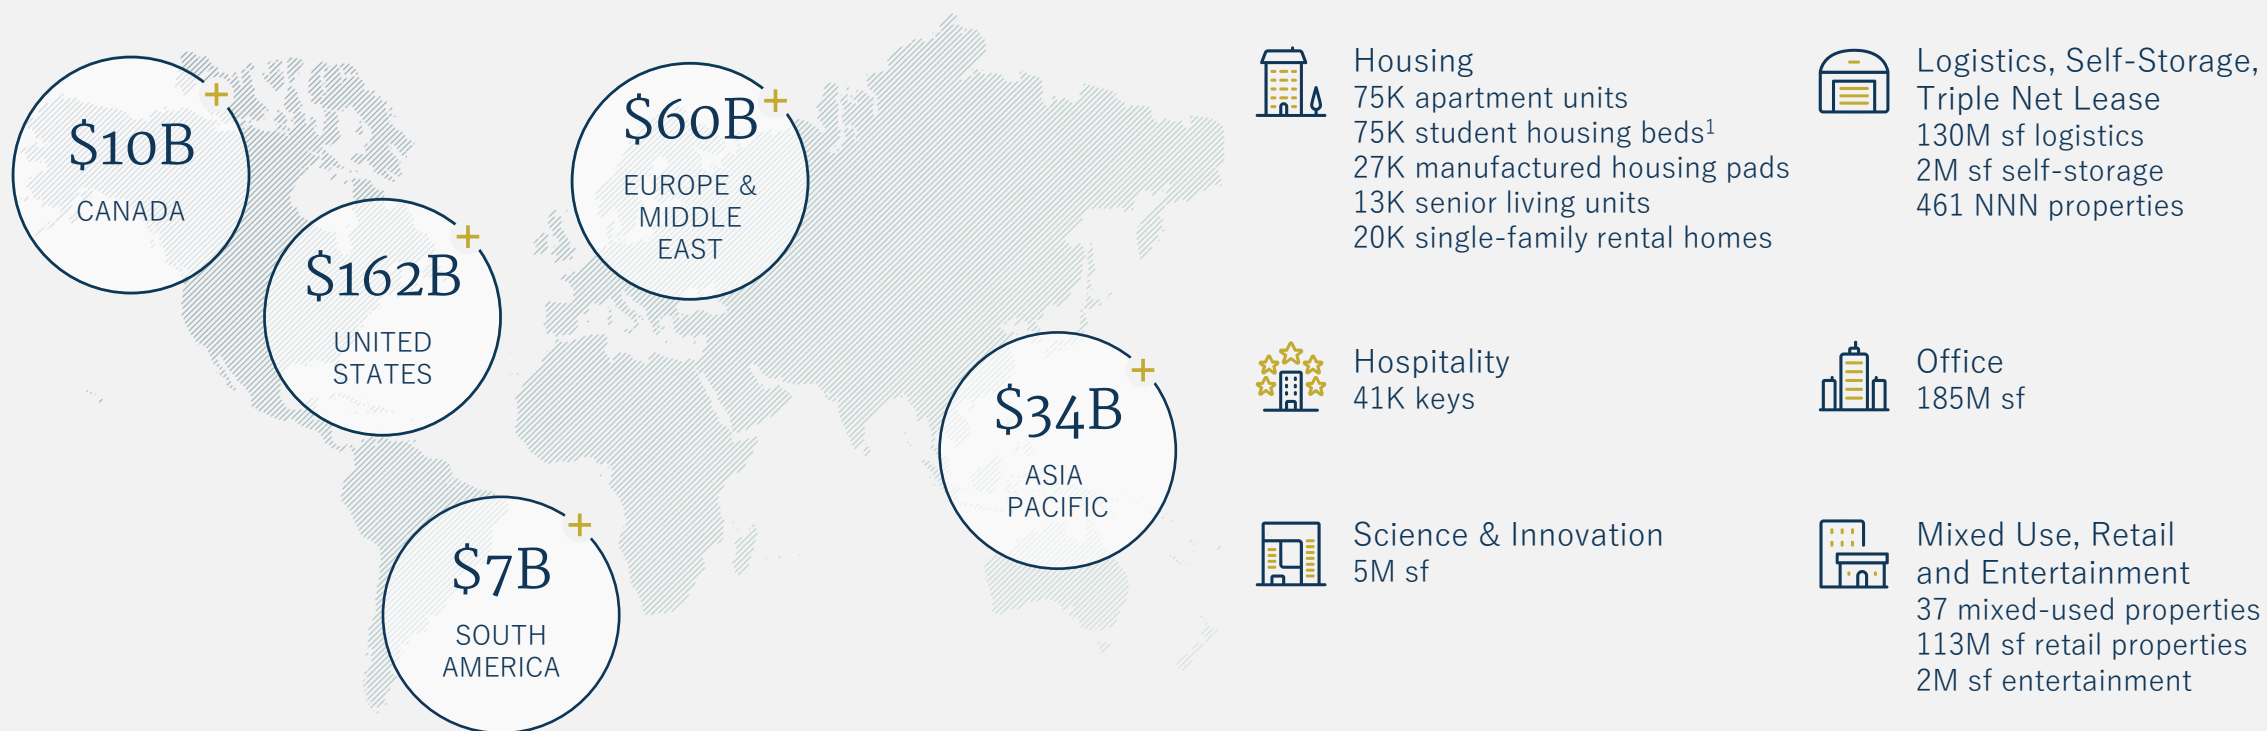 $10B
CANADA
$162B
UNITED
STATES
$60B
EUROPE &
MIDDLE
EAST
$34B
ASIA
PACIFIC
$7B
SOUTH
AMERICA
Housing
75K apartment units
75K student housing beds¹
27K manufactured housing pads
13K senior living units
20K single-family rental homes
Logistics, Self-Storage,
Triple Net Lease
130M sf logistics
2M sf self-storage
461 NNN properties
Hospitality
41K keys
Office
185M sf
Science & Innovation
5M sf
Mixed Use, Retail
and Entertainment
37 mixed-used properties
113M sf retail properties
2M sf entertainment